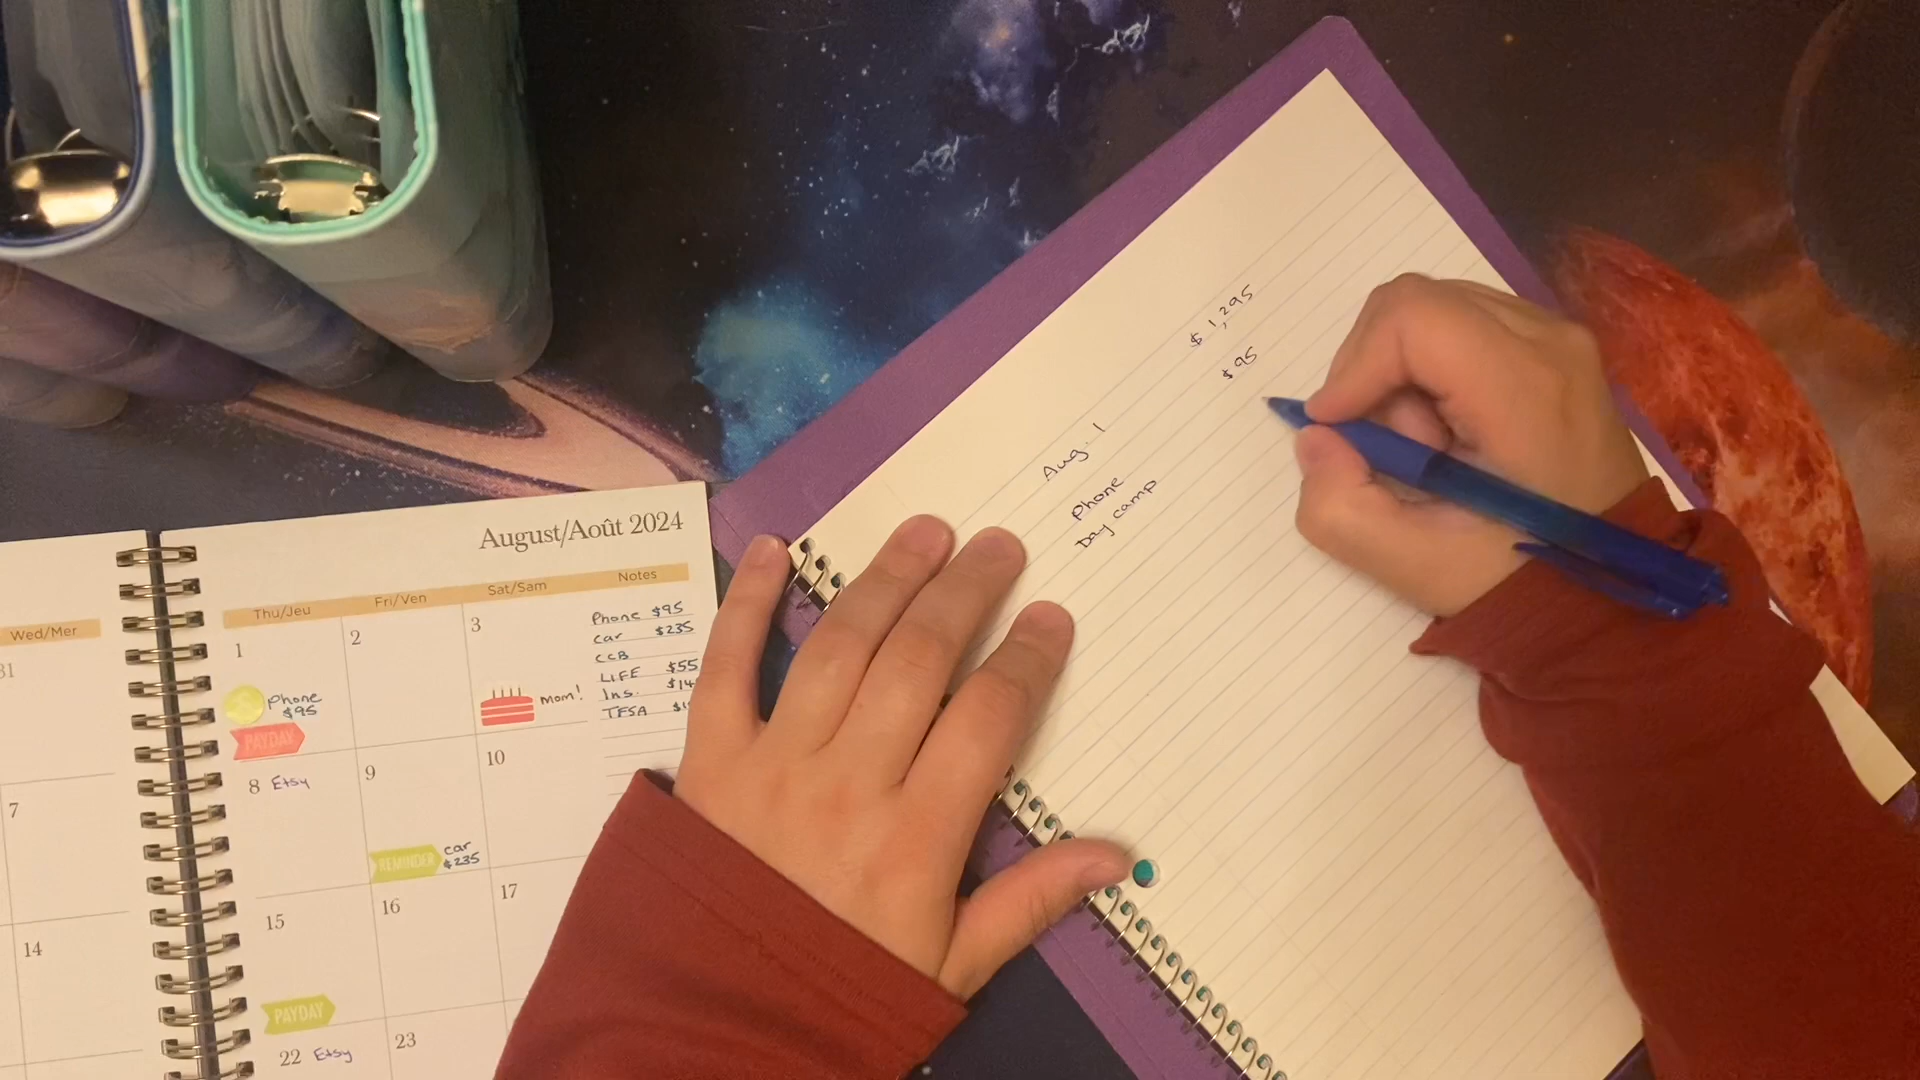 August/Août 2024
Wed/Mer
Thu/Jeu
Fri/Ven
Sat/Sam
Notes
31
1
2
3
Phone
$95
PAYDAY
mom!
Phone $95
car $235
CCB
LIFE $55
Ins.
TFSA
7
8 Etsy
9
10
REMINDER
car
$235
14
15
16
17
PAYDAY
22 Etsy
23
Aug. 1 $1,295
Phone $95
Day camp